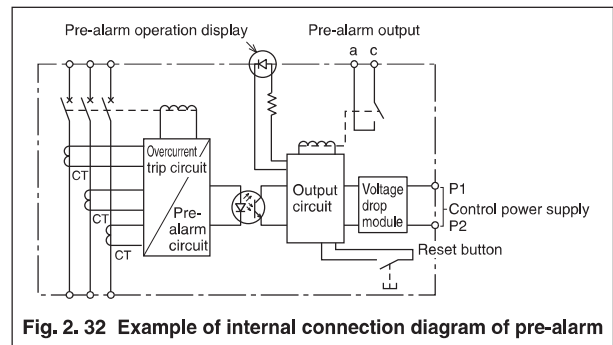 Pre-alarm operation display
Pre-alarm output
a c
Overcurrent
trip circuit
CT
CT
CT
Pre-
alarm
circuit
Output
circuit
Voltage
drop
module
P1
Control power supply
P2
Reset button
Fig. 2. 32 Example of internal connection diagram of pre-alarm